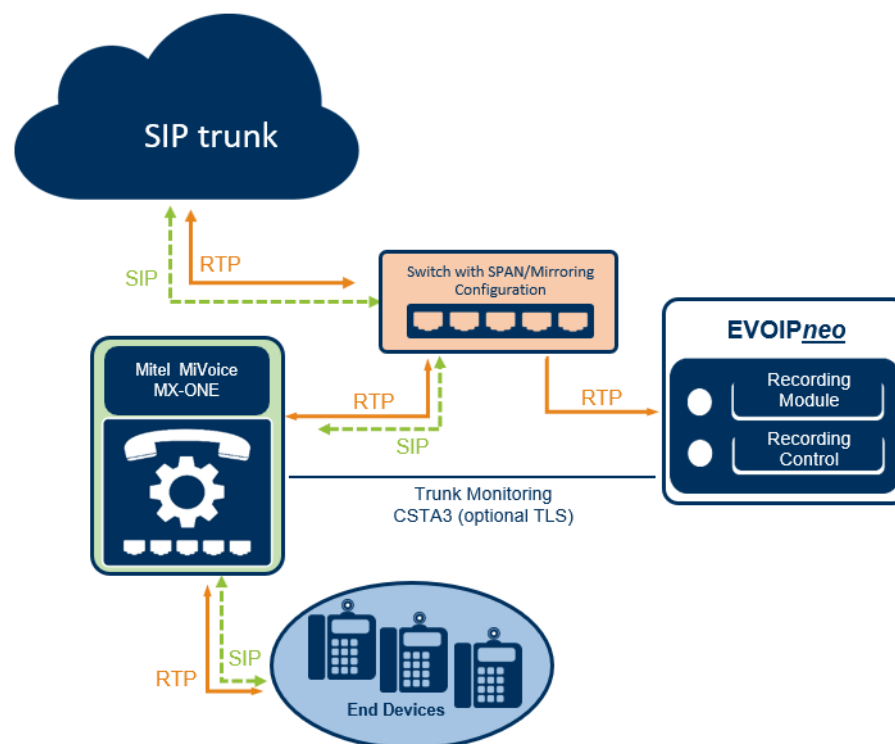 SIP trunk
RTP
SIP
Switch with SPAN/Mirroring
Configuration
EVOIPneo
Recording
Module
Recording
Control
Mitel MiVoice
MX-ONE
RTP
SIP
RTP
Trunk Monitoring
CSTA3 (optional TLS)
SIP
RTP
End Devices